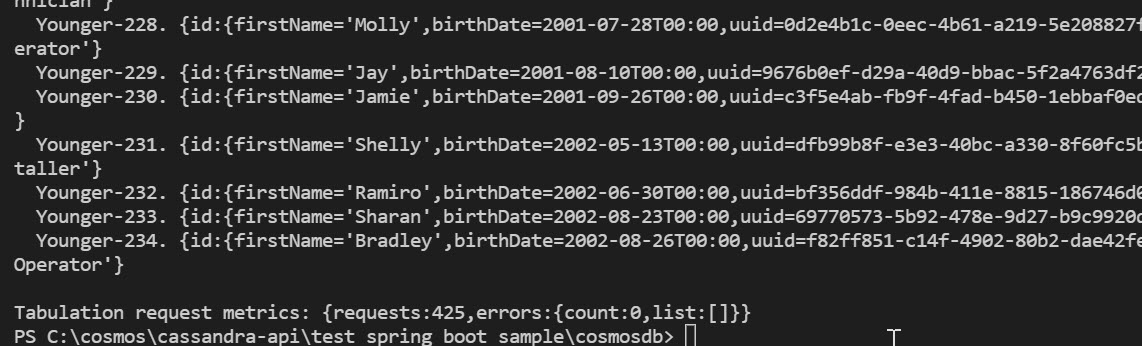 nnician'}
Younger-228. {id:{firstName='Molly',birthDate=2001-07-28T00:00,uuid=0d2e4b1c-0eec-4b61-a219-5e208827f
erator'}
Younger-229. {id:{firstName='Jay',birthDate=2001-08-10T00:00,uuid=9676b0ef-d29a-40d9-bbac-5f2a4763df2
Younger-230. {id:{firstName='Jamie',birthDate=2001-09-26T00:00,uuid=c3f5e4ab-fb9f-4fad-b450-1ebbaf0ec
}
Younger-231. {id:{firstName='Shelly',birthDate=2002-05-13T00:00,uuid=dfb99b8f-e3e3-40bc-a330-8f60fc5b
taller'}
Younger-232. {id:{firstName='Ramiro',birthDate=2002-06-30T00:00,uuid=bf356ddf-984b-411e-8815-186746d0
Younger-233. {id:{firstName='Sharan',birthDate=2002-08-23T00:00,uuid=69770573-5b92-478e-9d27-b9c9920c
Younger-234. {id:{firstName='Bradley',birthDate=2002-08-26T00:00,uuid=f82ff851-c14f-4902-80b2-dae42fe
Operator'}
Tabulation request metrics: {requests:425,errors:{count:0,list:[]}}
PS C:\cosmos\cassandra-api\test spring boot sample\cosmosdb>